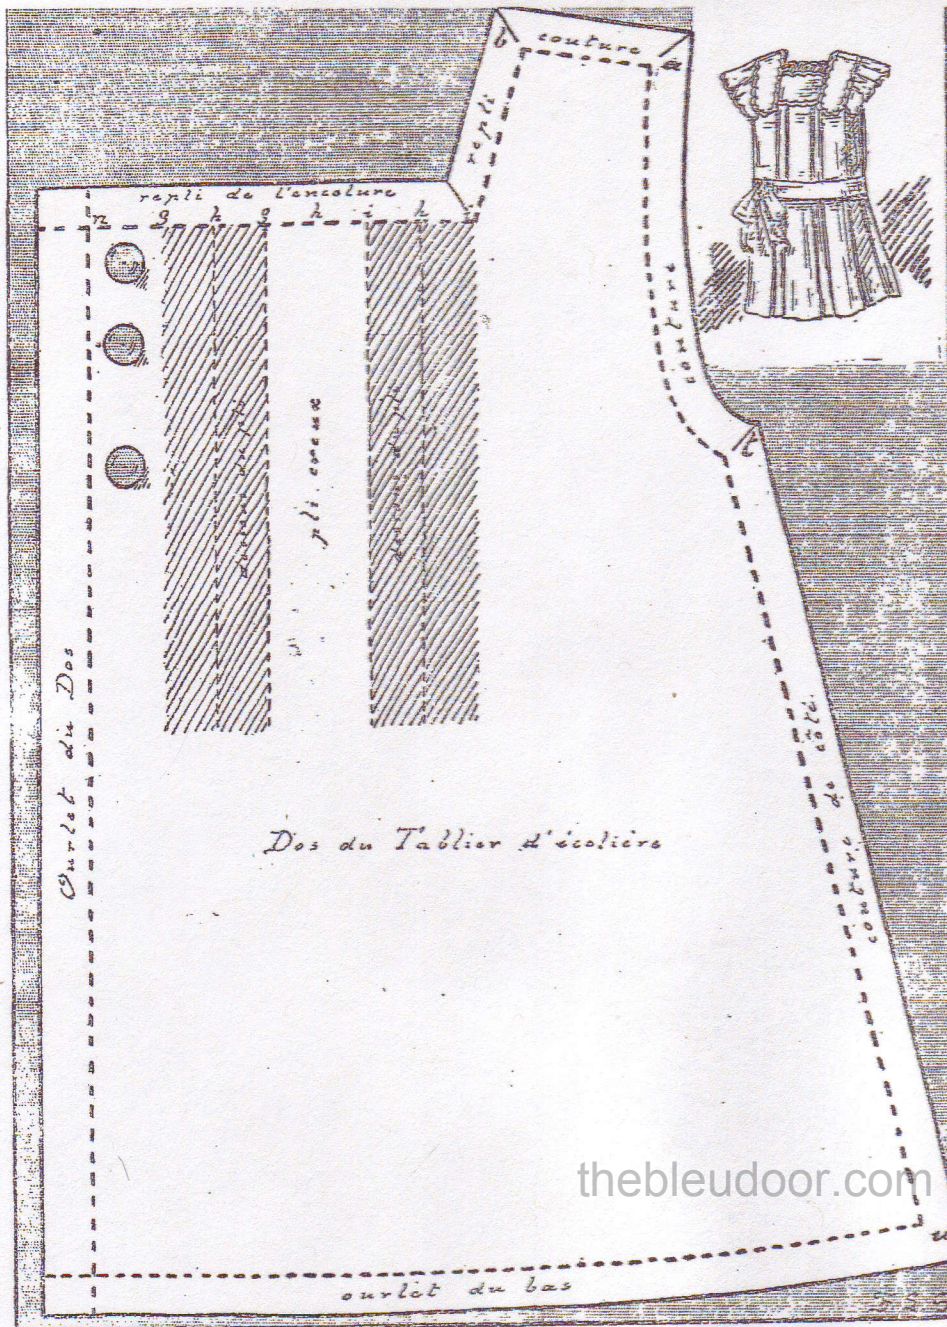 couture
b
a
repli
repli de l'encolure
n g h g h i h i
couture
t
pli creux
Ourlet du Dos
couture de côté
Dos du Tablier d'écolière
thebleudoor.com
u
ourlet du bas